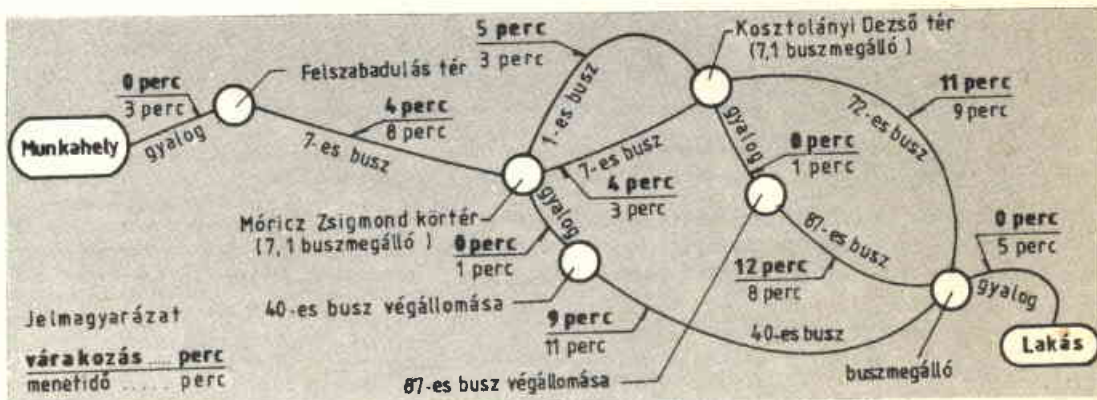 5 perc
3 perc
Kosztolányi Dezső tér
(7,1 buszmegálló )
Felszabadulás tér
0 perc
3 perc
gyalog
Munkahely
4 perc
8 perc
7-es busz
1-es busz
7-es busz
4 perc
3 perc
gyalog
0 perc
1 perc
72-es busz
11 perc
9 perc
Móricz Zsigmond körtér
(7,1 buszmegálló )
gyalog
0 perc
1 perc
40-es busz végállomása
87-es busz
12 perc
8 perc
0 perc
5 perc
gyalog
Lakás
9 perc
11 perc
40-es busz
buszmegálló
87-es busz végállomása
Jelmagyarázat
várakozás ..... perc
menetidő ...... perc